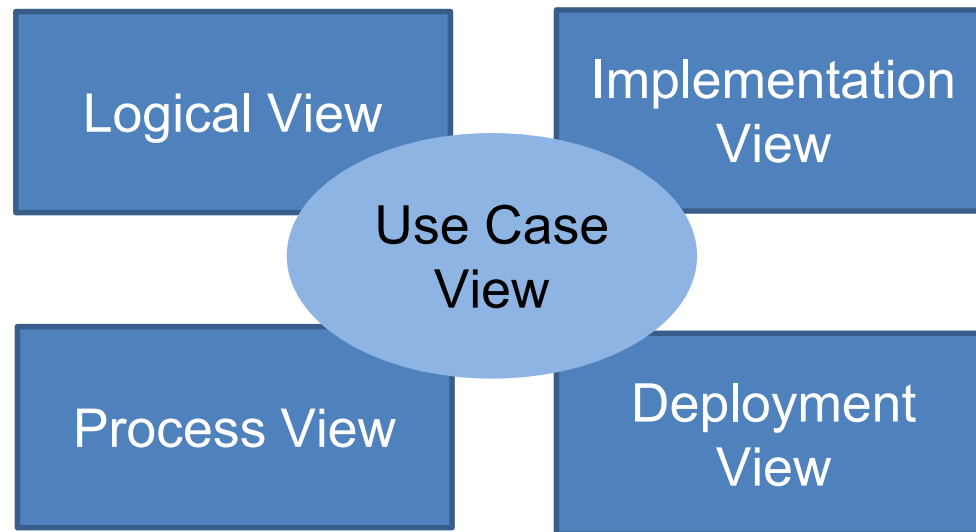 Logical View
Implementation
View
Use Case
View
Process View
Deployment
View